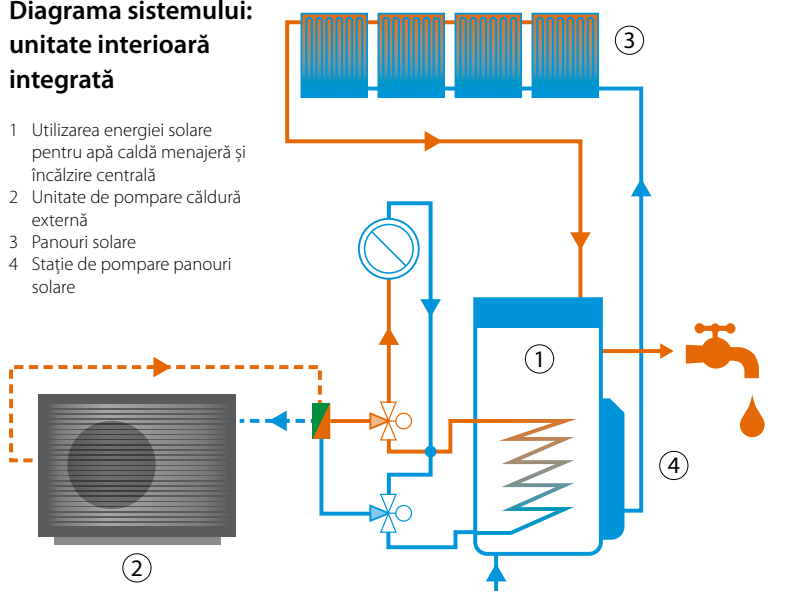 Diagrama sistemului:
unitate interioară
integrată
1 Utilizarea energiei solare
pentru apă caldă menajeră și
încălzire centrală
2 Unitate de pompare căldură
externă
3 Panouri solare
4 Stație de pompare panouri
solare
3
1
4
2